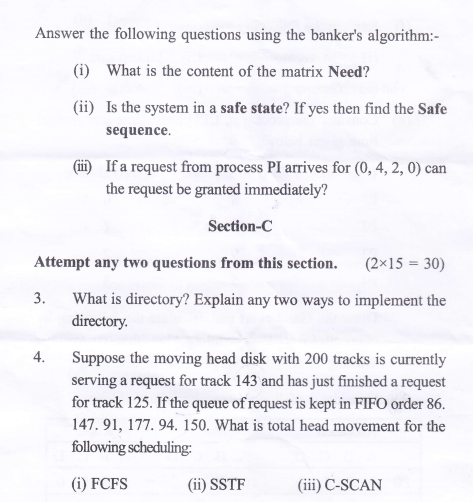 Answer the following questions using the banker's algorithm:-
(i) What is the content of the matrix Need?
(ii) Is the system in a safe state? If yes then find the Safe
sequence.
(iii) If a request from process PI arrives for (0, 4, 2, 0) can
the request be granted immediately?
Section-C
Attempt any two questions from this section. (2×15 = 30)
3. What is directory? Explain any two ways to implement the
directory.
4. Suppose the moving head disk with 200 tracks is currently
serving a request for track 143 and has just finished a request
for track 125. If the queue of request is kept in FIFO order 86.
147. 91, 177. 94. 150. What is total head movement for the
following scheduling:
(i) FCFS (ii) SSTF (iii) C-SCAN